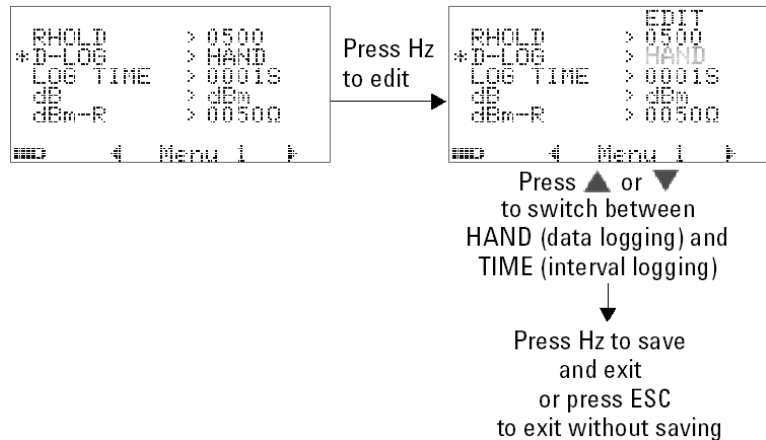 RHOLD > 0500
*D-LOG > HAND
LOG TIME > 0001S
dB > dBm
dBm-R > 0050Ω
Menu 1
Press Hz
to edit
EDIT
RHOLD > 0500
*D-LOG > HAND
LOG TIME > 0001S
dB > dBm
dBm-R > 0050Ω
Menu 1
Press ▲ or ▼
to switch between
HAND (data logging) and
TIME (interval logging)
Press Hz to save
and exit
or press ESC
to exit without saving